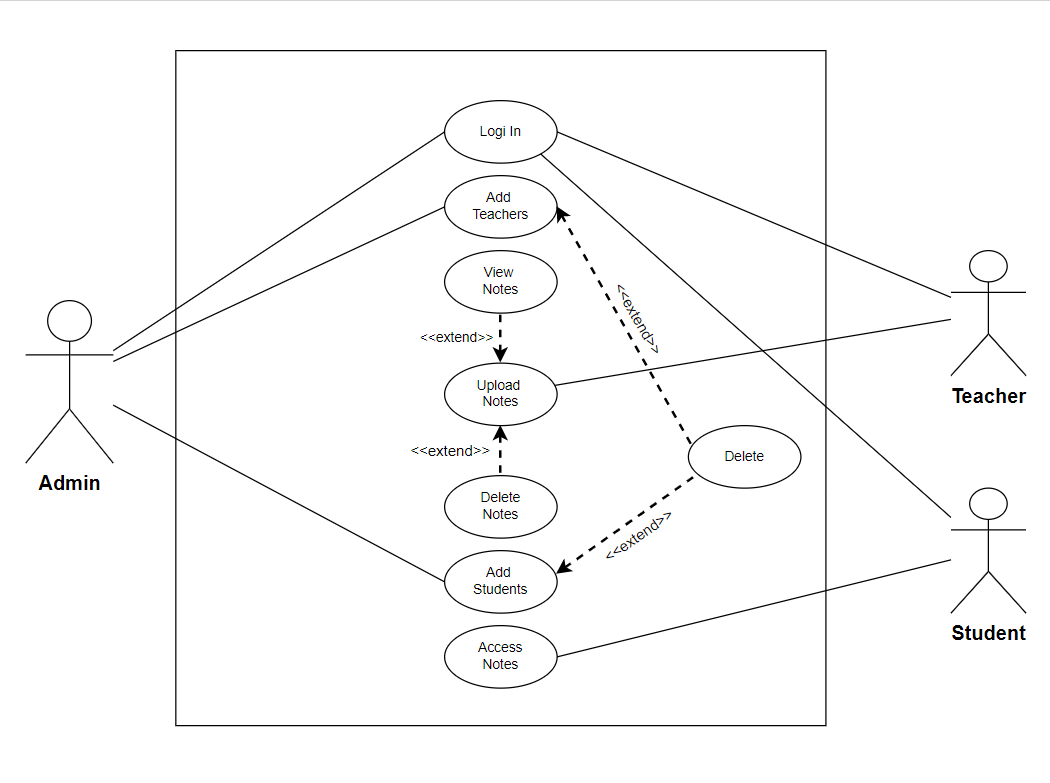 Logi In
Add
Teachers
View
Notes
<<extend>>
<<extend>>
Upload
Notes
Teacher
<<extend>>
Delete
Admin
Delete
Notes
<<extend>>
Add
Students
Student
Access
Notes